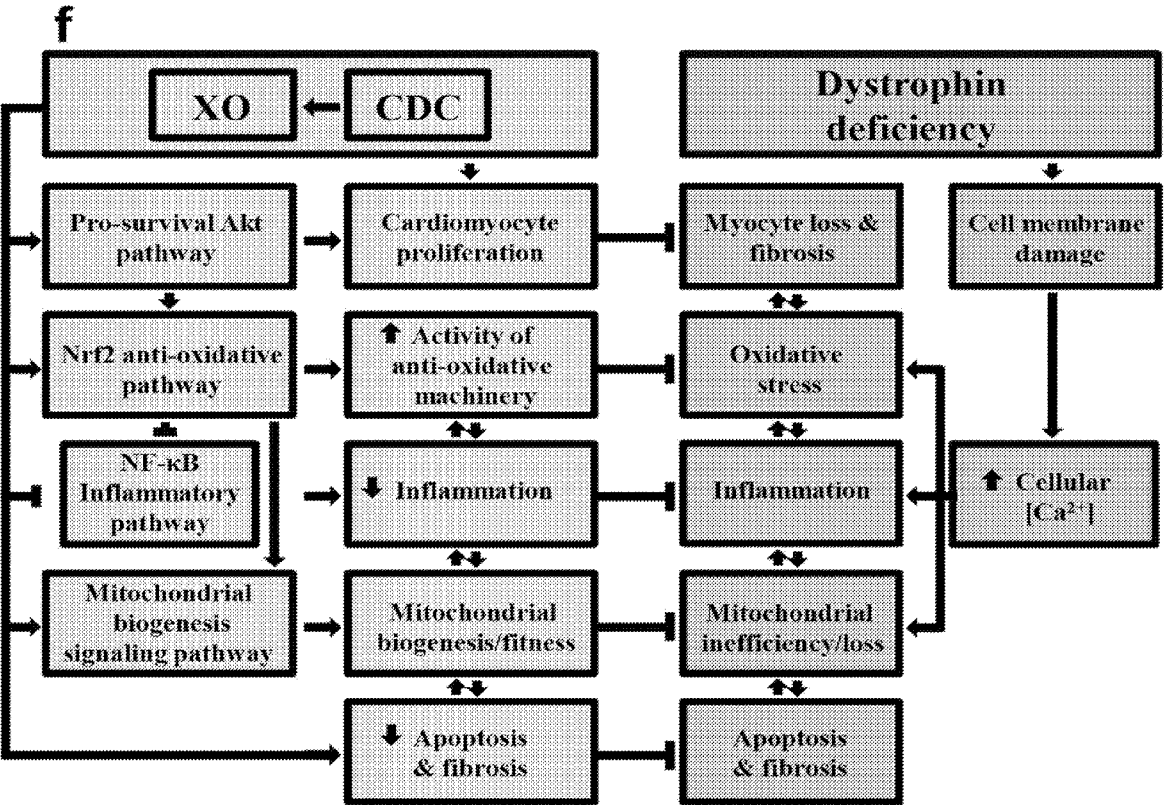 f
XO
CDC
Dystrophin
deficiency
Pro-survival Akt
pathway
Cardiomyocyte
proliferation
Myocyte loss &
fibrosis
Cell membrane
damage
Nrf2 anti-oxidative
pathway
Activity of
anti-oxidative
machinery
Oxidative
stress
NF-κB
Inflammatory
pathway
Inflammation
Inflammation
Cellular
[Ca²⁺]
Mitochondrial
biogenesis
signaling pathway
Mitochondrial
biogenesis/fitness
Mitochondrial
inefficiency/loss
Apoptosis
& fibrosis
Apoptosis
& fibrosis